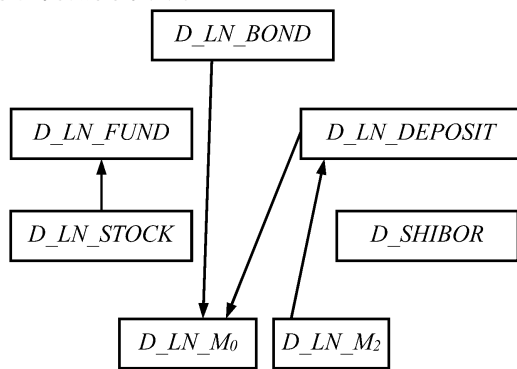 D_LN_BOND
D_LN_FUND
D_LN_DEPOSIT
D_LN_STOCK
D_SHIBOR
D_LN_M₀
D_LN_M₂